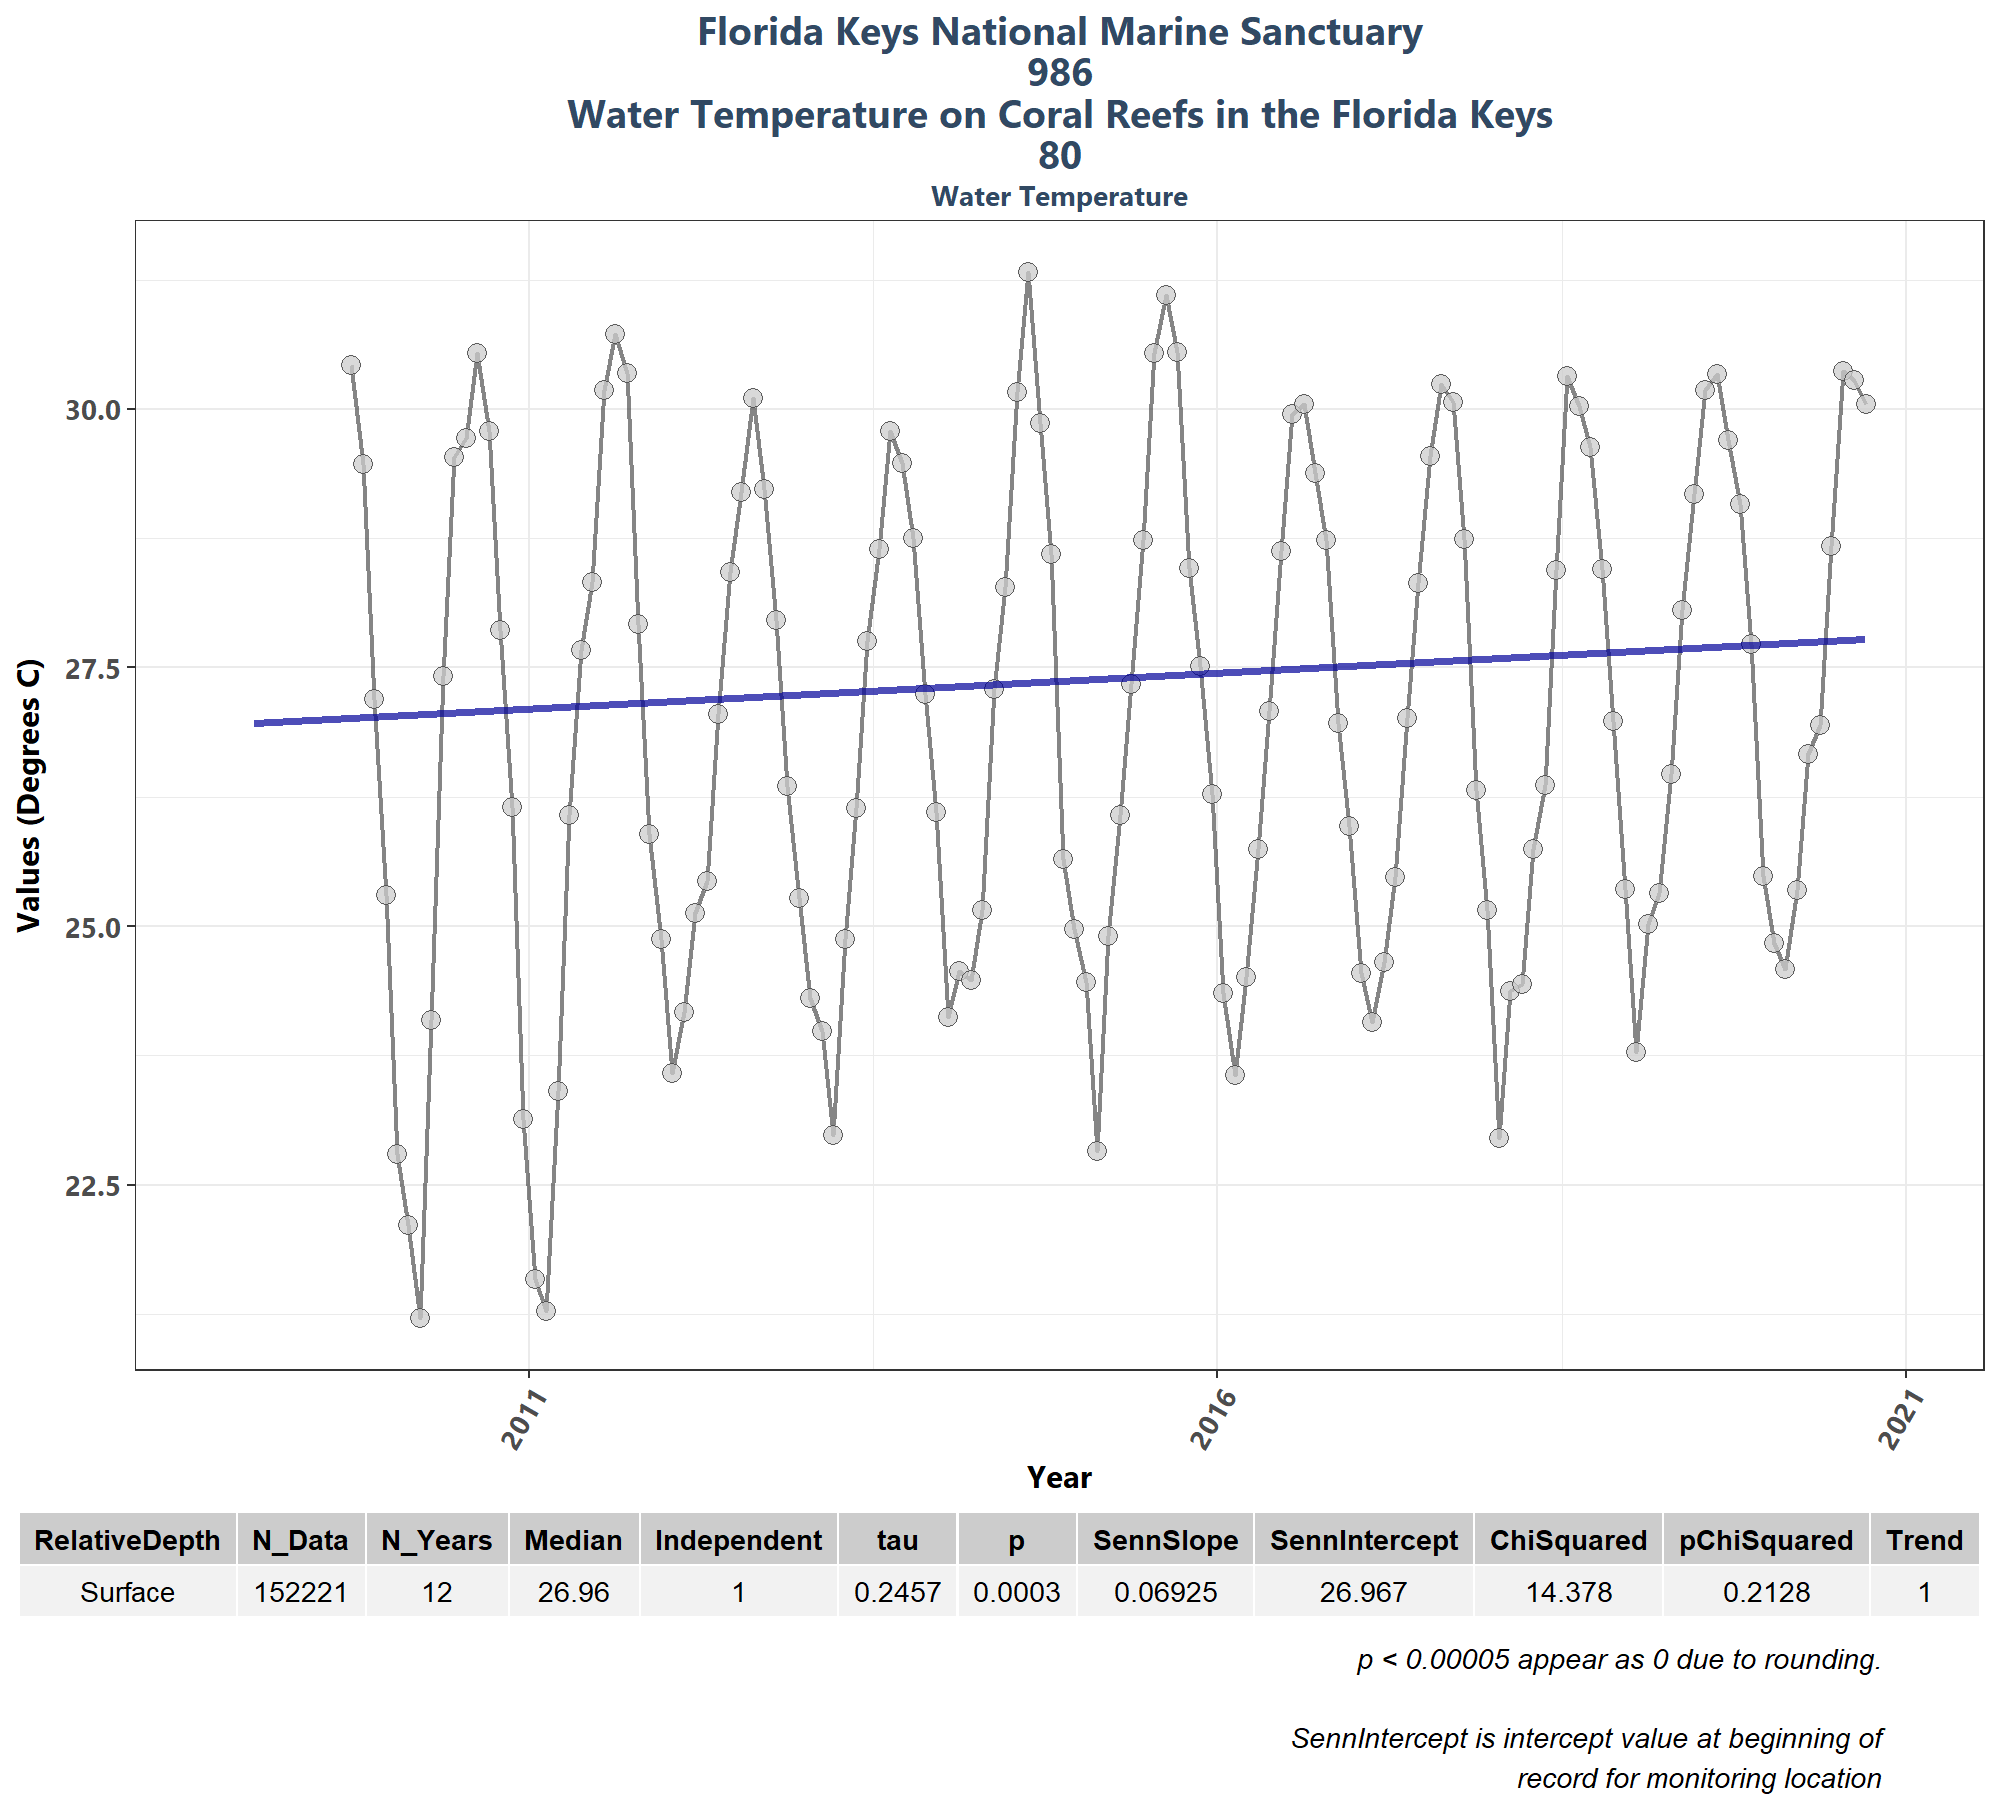 Florida Keys National Marine Sanctuary
986
Water Temperature on Coral Reefs in the Florida Keys
80
Water Temperature
Values (Degrees C)
30.0
27.5
25.0
22.5
2011
2016
2021
Year
RelativeDepth N_Data N_Years Median Independent tau p SennSlope SennIntercept ChiSquared pChiSquared Trend
Surface 152221 12 26.96 1 0.2457 0.0003 0.06925 26.967 14.378 0.2128 1
p < 0.00005 appear as 0 due to rounding.
SennIntercept is intercept value at beginning of
record for monitoring location